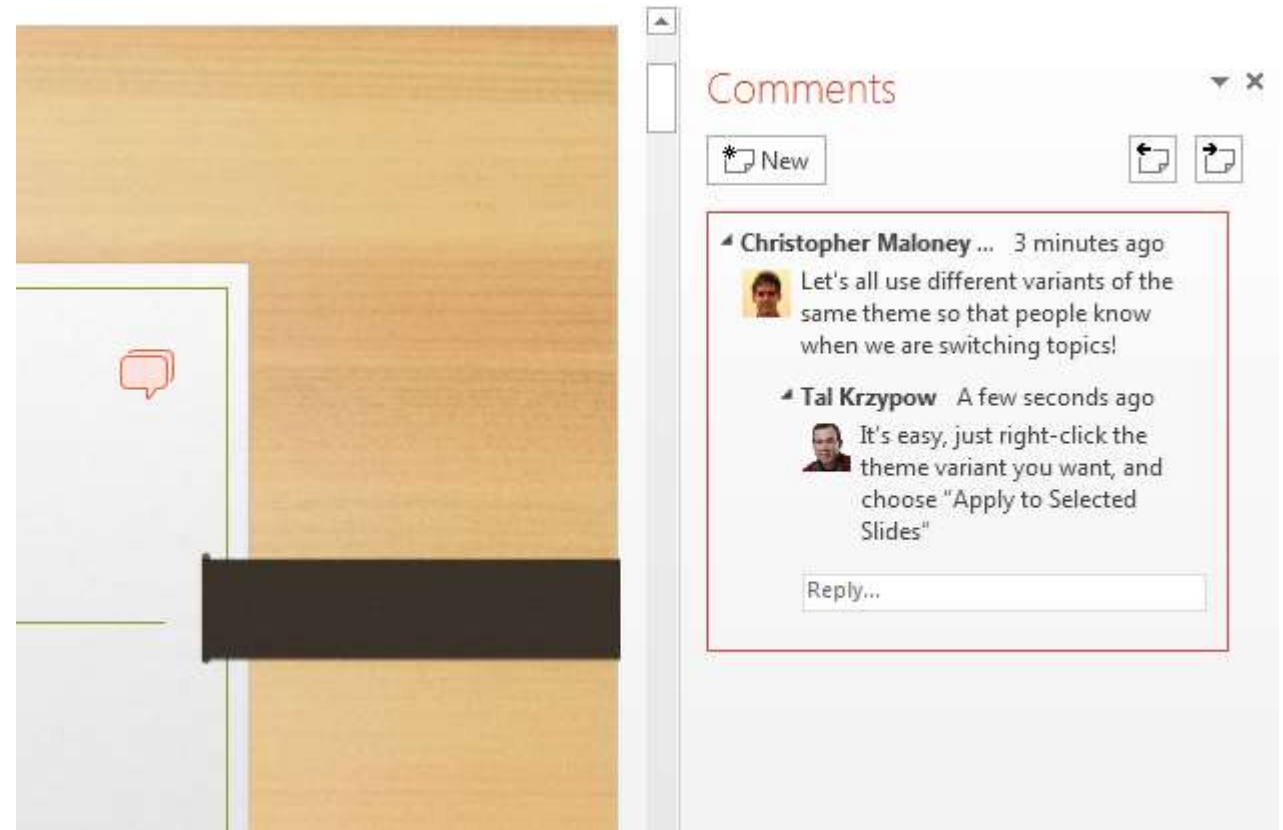 Comments
New
Christopher Maloney ... 3 minutes ago
Let's all use different variants of the
same theme so that people know
when we are switching topics!
Tal Krzypow A few seconds ago
It's easy, just right-click the
theme variant you want, and
choose "Apply to Selected
Slides"
Reply...